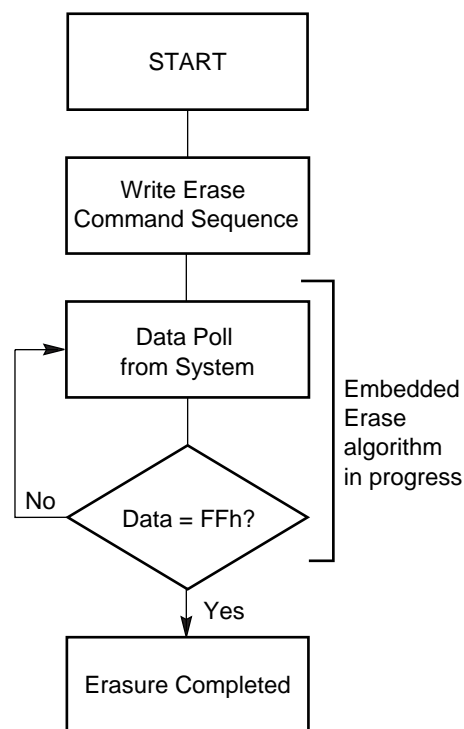 START
Write Erase
Command Sequence
Data Poll
from System
Embedded
Erase
algorithm
in progress
No
Data = FFh?
Yes
Erasure Completed